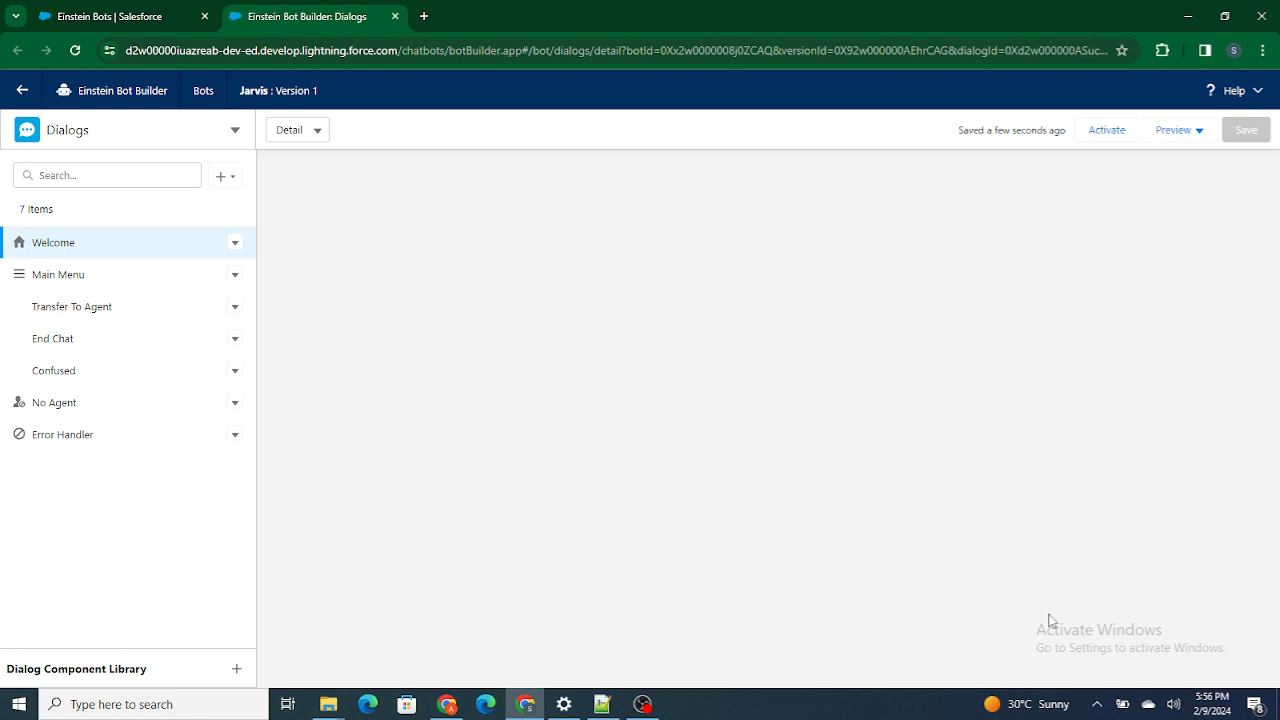 Einstein Bots | Salesforce
Einstein Bot Builder: Dialogs
d2w00000iuazreab-dev-ed.develop.lightning.force.com/chatbots/botBuilder.app#/bot/dialogs/detail?botId=0Xx2w0000008j0ZCAQ&versionId=0X92w000000AEhrCAG&dialogId=0Xd2w000000ASuc...
S
Einstein Bot Builder
Bots
Jarvis : Version 1
? Help
Dialogs
Detail
Saved a few seconds ago
Activate
Preview
Save
Search...
7 Items
Welcome
Main Menu
Transfer To Agent
End Chat
Confused
No Agent
Error Handler
Activate Windows
Go to Settings to activate Windows.
Dialog Component Library
Type here to search
30°C Sunny
5:56 PM
2/9/2024
8